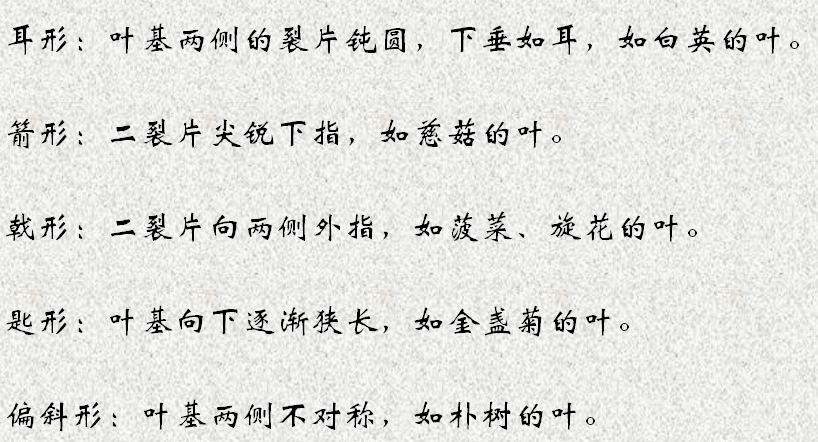 耳形：叶基两侧的裂片钝圆，下垂如耳，如白英的叶。
箭形：二裂片尖锐下指，如慈菇的叶。
戟形：二裂片向两侧外指，如菠菜、旋花的叶。
匙形：叶基向下逐渐狭长，如金盏菊的叶。
偏斜形：叶基两侧不对称，如朴树的叶。